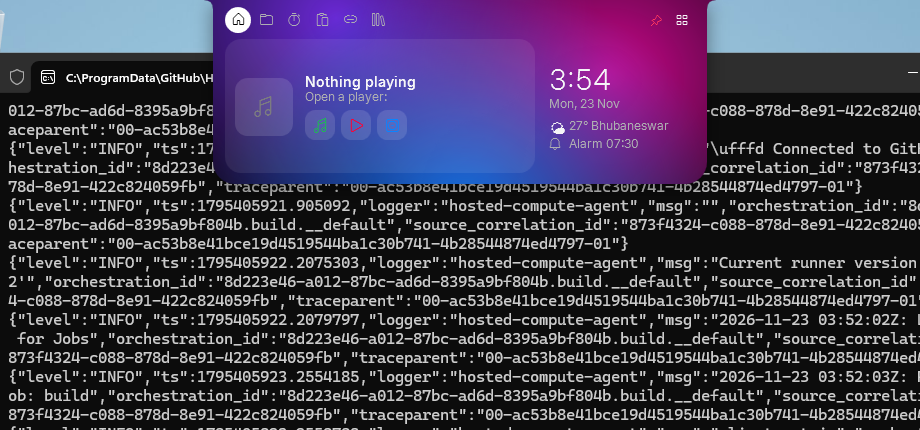 C:\ProgramData\GitHub\H
Nothing playing
Open a player:
3:54
Mon, 23 Nov
27° Bhubaneswar
Alarm 07:30
012-87bc-ad6d-8395a9bf8
-c088-878d-8e91-422c82405
aceparent":"00-ac53b8e4
{"level":"INFO","ts":17
"\ufffd Connected to Git
hestration_id":"8d223e4
_correlation_id":"873f4324
78d-8e91-422c824059fb","traceparent":"00-ac53b8e41bce19d4519544ba1c30b741-4b28544874ed4797-01"}
{"level":"INFO","ts":1795405921.905092,"logger":"hosted-compute-agent","msg":"","orchestration_id":"8d
012-87bc-ad6d-8395a9bf804b.build.__default","source_correlation_id":"873f4324-c088-878d-8e91-422c82405
aceparent":"00-ac53b8e41bce19d4519544ba1c30b741-4b28544874ed4797-01"}
{"level":"INFO","ts":1795405922.2075303,"logger":"hosted-compute-agent","msg":"Current runner version
2'","orchestration_id":"8d223e46-a012-87bc-ad6d-8395a9bf804b.build.__default","source_correlation_id"
4-c088-878d-8e91-422c824059fb","traceparent":"00-ac53b8e41bce19d4519544ba1c30b741-4b28544874ed4797-01"
{"level":"INFO","ts":1795405922.2079797,"logger":"hosted-compute-agent","msg":"2026-11-23 03:52:02Z:
for Jobs","orchestration_id":"8d223e46-a012-87bc-ad6d-8395a9bf804b.build.__default","source_correlati
873f4324-c088-878d-8e91-422c824059fb","traceparent":"00-ac53b8e41bce19d4519544ba1c30b741-4b28544874ed4
{"level":"INFO","ts":1795405923.2554185,"logger":"hosted-compute-agent","msg":"2026-11-23 03:52:03Z:
ob: build","orchestration_id":"8d223e46-a012-87bc-ad6d-8395a9bf804b.build.__default","source_correlati
873f4324-c088-878d-8e91-422c824059fb","traceparent":"00-ac53b8e41bce19d4519544ba1c30b741-4b28544874ed4